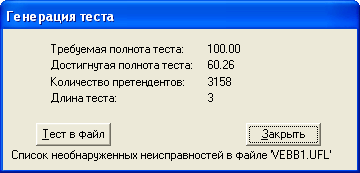 Генерация теста
Требуемая полнота теста: 100.00
Достигнутая полнота теста: 60.26
Количество претендентов: 3158
Длина теста: 3
Тест в файл Закрыть
Список необнаруженных неисправностей в файле 'VEBB1.UFL'